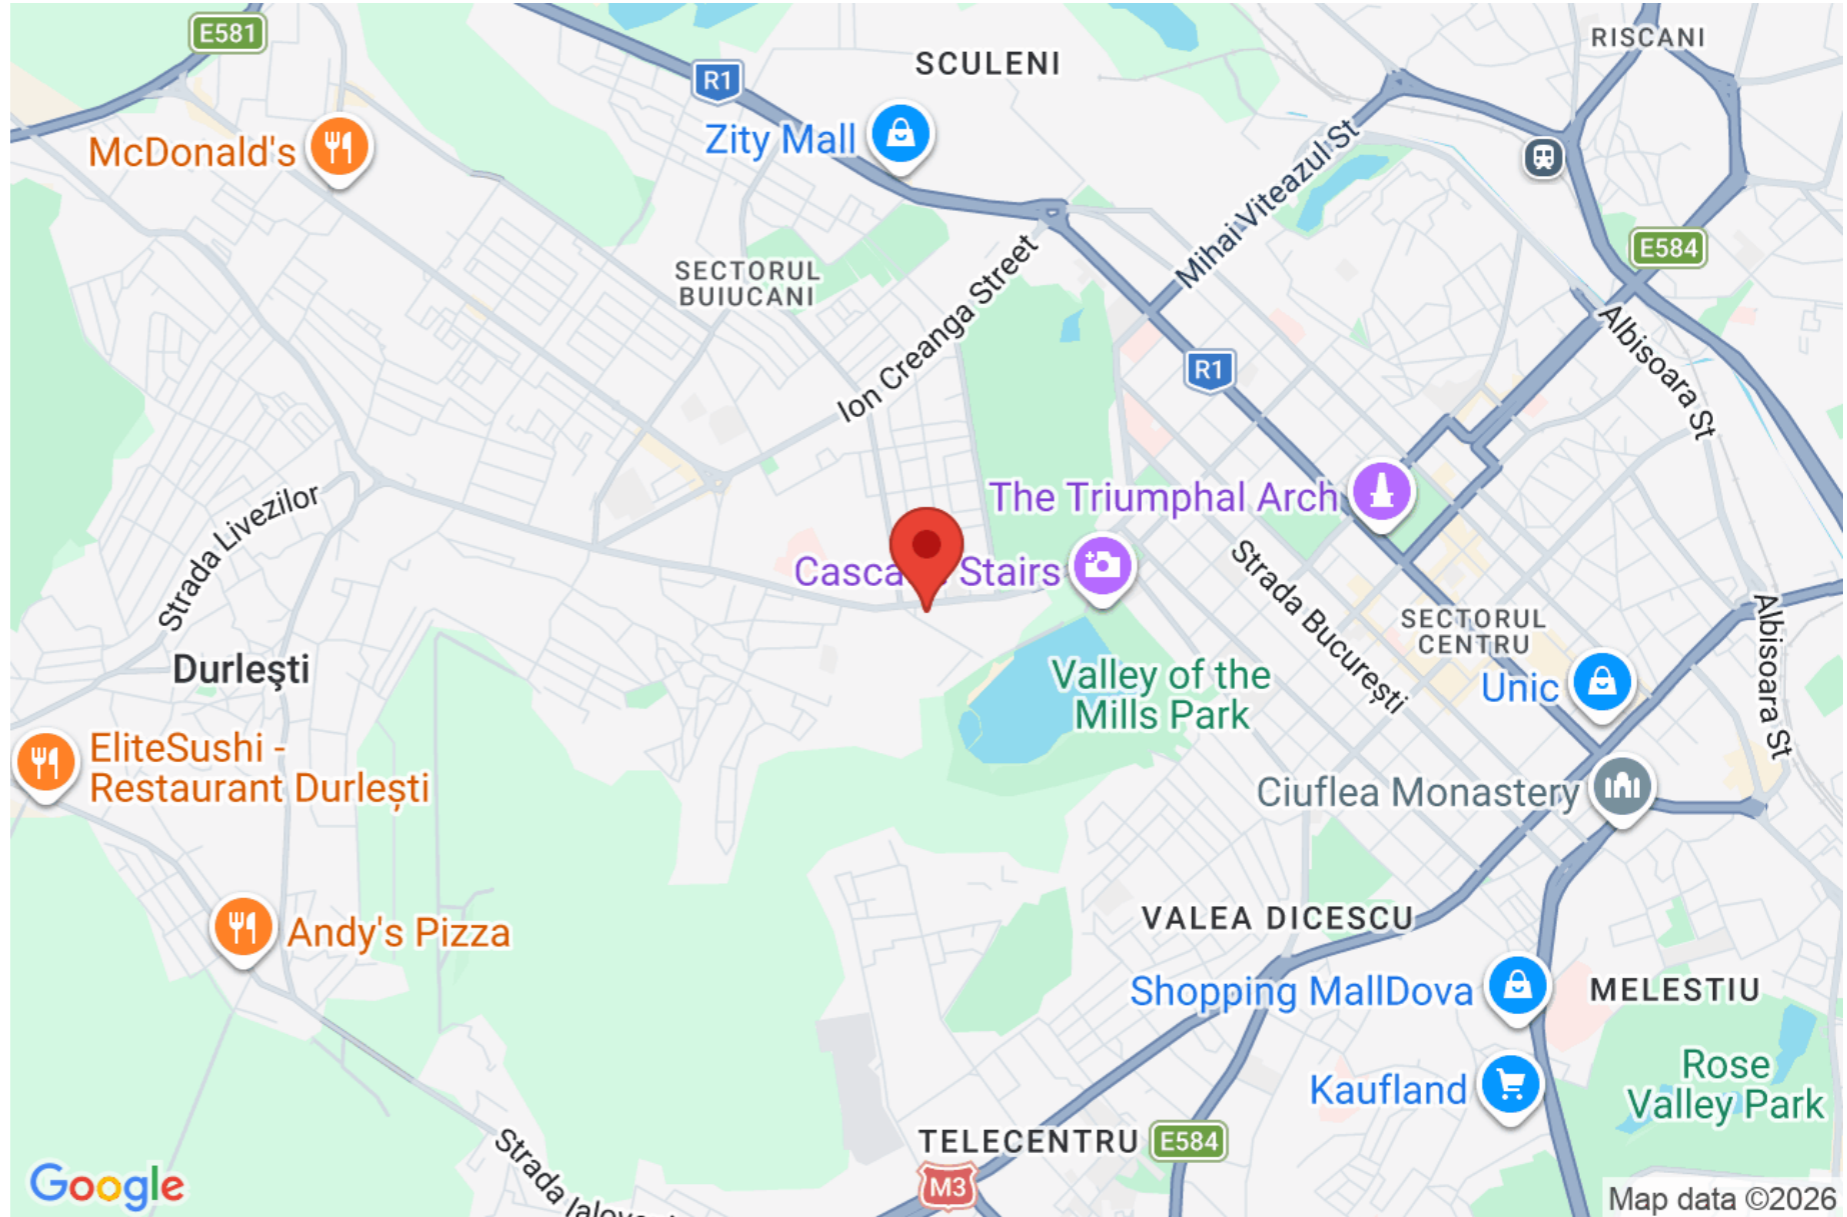 E581
SCULENI
RISCANI
R1
Zity Mall
McDonald's
Mihai Viteazul St
E584
SECTORUL
BUIUCANI
Ion Creanga Street
Albisoara St
R1
The Triumphal Arch
Strada Livezilor
Cascade Stairs
Strada București
SECTORUL
CENTRU
Albisoara St
Durleşti
Valley of the
Mills Park
Unic
EliteSushi -
Restaurant Durlești
Ciuflea Monastery
VALEA DICESCU
Andy's Pizza
Shopping MallDova
MELESTIU
Rose
Valley Park
Kaufland
TELECENTRU
E584
Strada
M3
Google
Map data ©2026